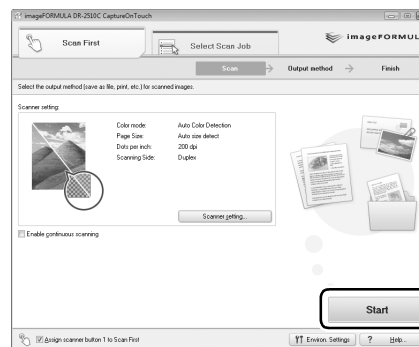 imageFORMULA DR-2510C CaptureOnTouch
Scan First
Select Scan Job
imageFORMUL
Scan
Output method
Finish
Select the output method (save as file, print, etc.) for scanned images.
Scanner setting:
Color mode: Auto Color Detection
Page Size: Auto size detect
Dots per inch: 200 dpi
Scanning Side: Duplex
Scanner setting...
Enable continuous scanning
Start
Assign scanner button 1 to Scan First
Environ. Settings
? Help...